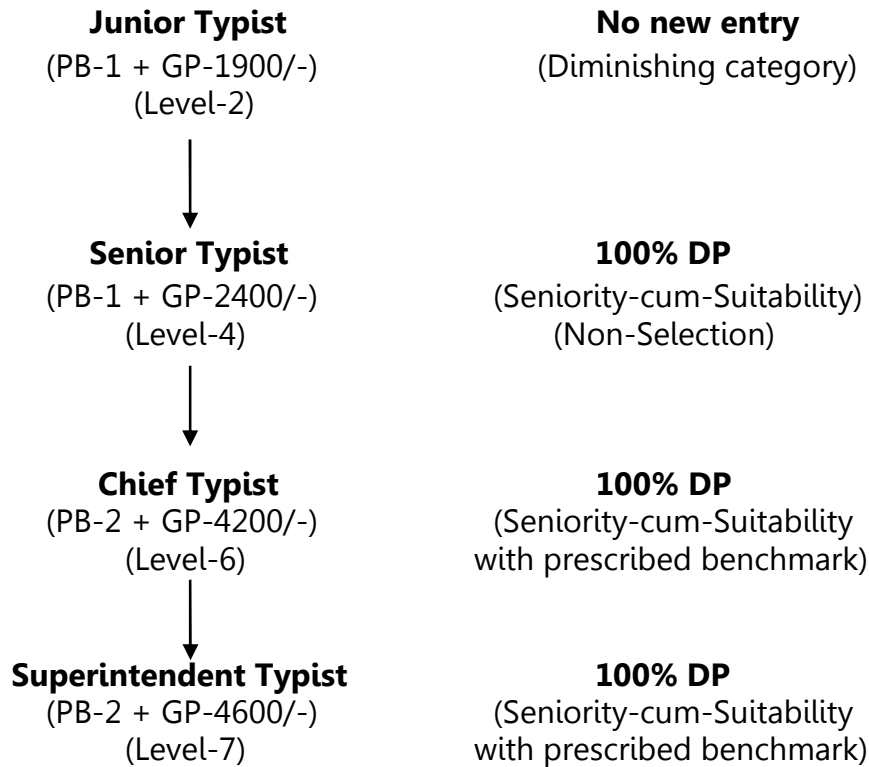 Junior Typist No new entry
(PB-1 + GP-1900/-) (Diminishing category)
(Level-2)
Senior Typist 100% DP
(PB-1 + GP-2400/-) (Seniority-cum-Suitability)
(Level-4) (Non-Selection)
Chief Typist 100% DP
(PB-2 + GP-4200/-) (Seniority-cum-Suitability
(Level-6) with prescribed benchmark)
Superintendent Typist 100% DP
(PB-2 + GP-4600/-) (Seniority-cum-Suitability
(Level-7) with prescribed benchmark)